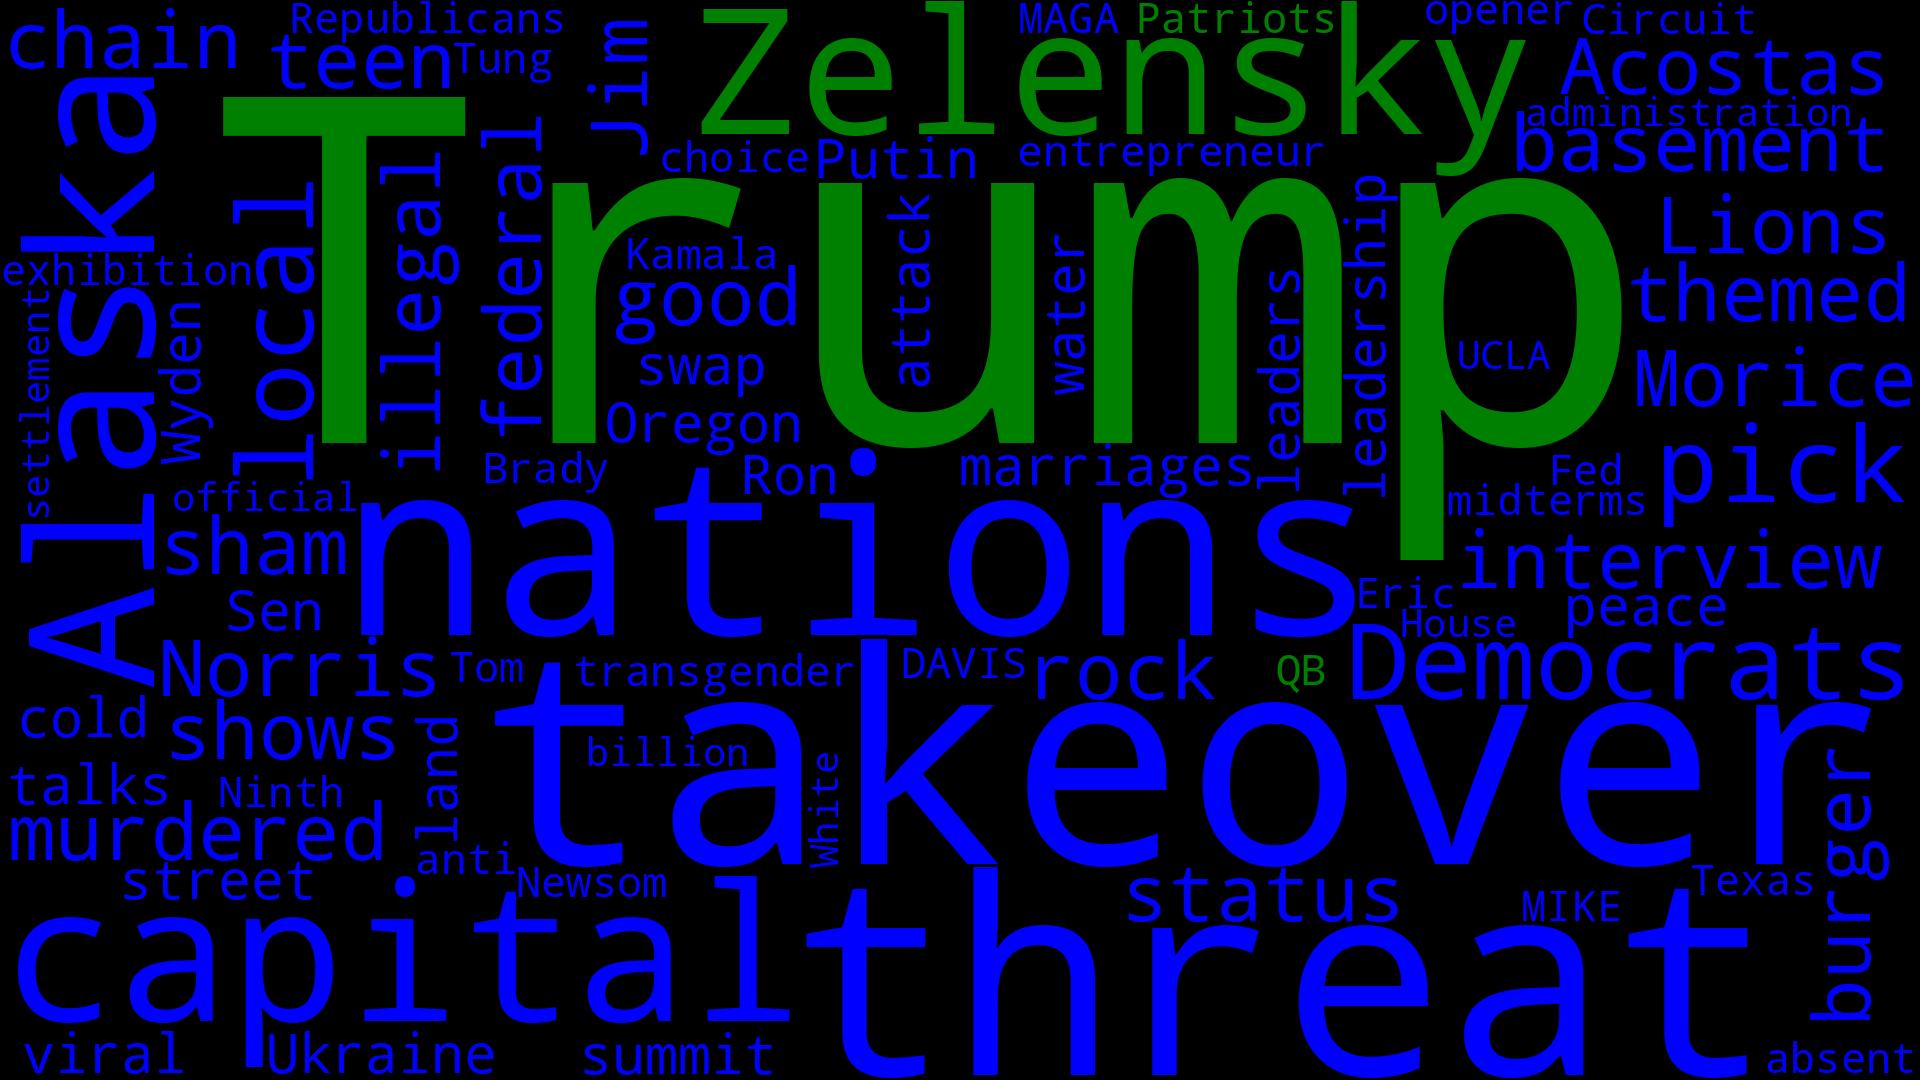 Republicans
MAGA Patriots
opener Circuit
chain
teen
Tung
Jim
Zelensky
Acostas
administration
basement
Alaska
Trump
local
illegal
federal
choice
Putin
entrepreneur
attack
water
leaders
leadership
Lions
exhibition
Kamala
good
themed
settlement
Wyden
swap
UCLA
Morice
Oregon
Brady
Ron
marriages
Fed
pick
official
midterms
sham
nations
interview
Sen
Eric
peace
House
Norris
Tom
transgender
DAVIS
rock
QB
Democrats
cold
shows
land
takeover
billion
White
talks
Ninth
murdered
burger
anti
street
Newsom
status
MIKE
Texas
capital
threat
viral
Ukraine
summit
absent